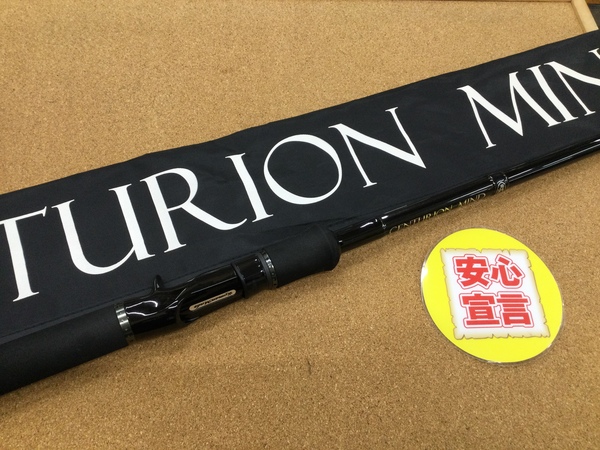 TURION MIN
CENTURION MIND
安心
宣言